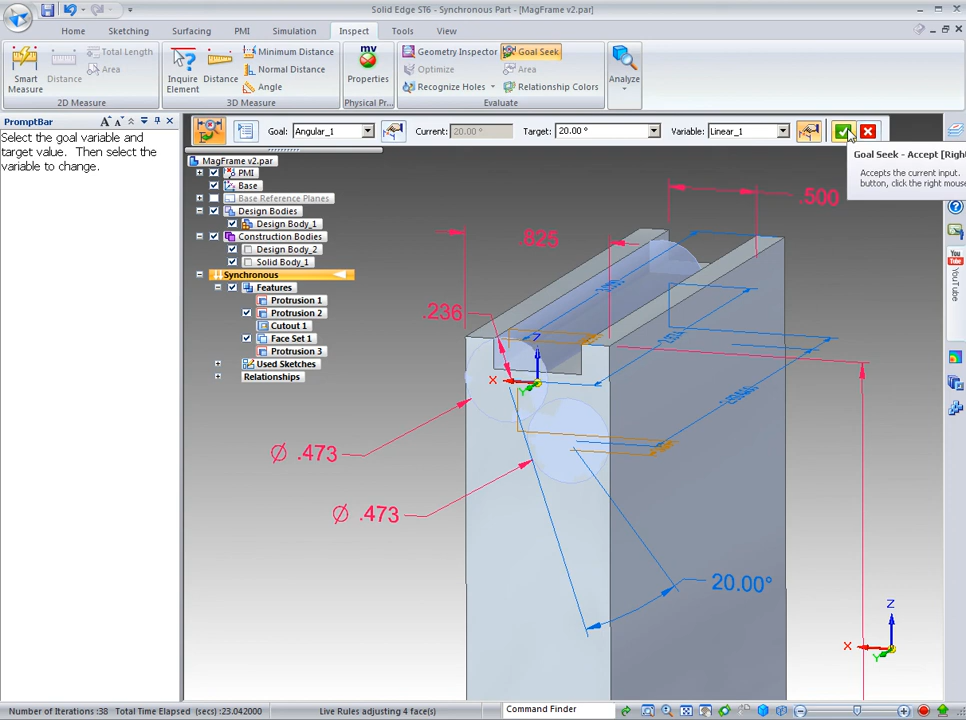 Solid Edge ST6 - Synchronous Part - [MagFrame v2.par]
Home Sketching Surfacing PMI Simulation Inspect Tools View
Smart Measure
Distance
Total Length
Area
2D Measure
Inquire Element
Distance
Minimum Distance
Normal Distance
Angle
3D Measure
mv
Properties
Physical Pr...
Geometry Inspector
Goal Seek
Optimize
Area
Recognize Holes
Relationship Colors
Evaluate
Analyze
PromptBar
Select the goal variable and
target value. Then select the
variable to change.
Goal: Angular_1 Current: 20.00 ° Target: 20.00 ° Variable: Linear_1
Goal Seek - Accept [Right
Accepts the current input.
button, click the right mouse
MagFrame v2.par
PMI
Base
Base Reference Planes
Design Bodies
Design Body_1
Construction Bodies
Design Body_2
Solid Body_1
Synchronous
Features
Protrusion 1
Protrusion 2
Cutout 1
Face Set 1
Protrusion 3
Used Sketches
Relationships
.500
.825
.236
Z
X
Y
Ø .473
Ø .473
20.00°
Z
X
Y
You Tube
YouTube
Number of Iterations :38 Total Time Elapsed (secs) :23.042000
Live Rules adjusting 4 face(s)
Command Finder